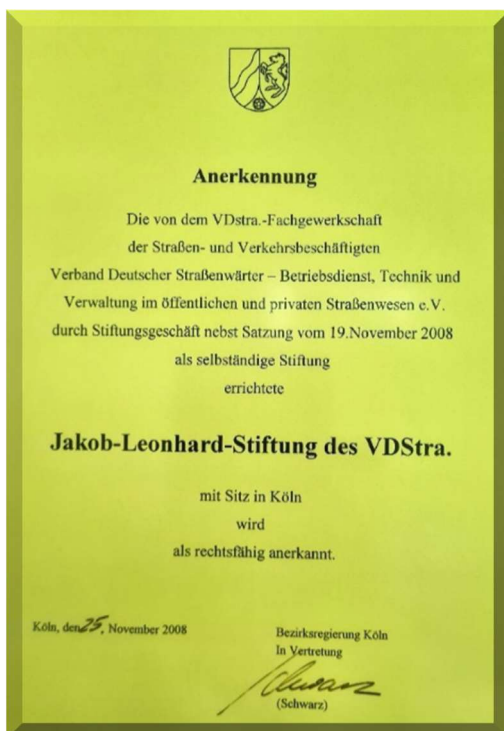 Anerkennung
Die von dem VDstra.-Fachgewerkschaft
der Straßen- und Verkehrsbeschäftigten
Verband Deutscher Straßenwärter – Betriebsdienst, Technik und
Verwaltung im öffentlichen und privaten Straßenwesen e.V.
durch Stiftungsgeschäft nebst Satzung vom 19.November 2008
als selbständige Stiftung
errichtete
Jakob-Leonhard-Stiftung des VDStra.
mit Sitz in Köln
wird
als rechtsfähig anerkannt.
Köln, den 25. November 2008
Bezirksregierung Köln
In Vertretung
Schwarz
(Schwarz)